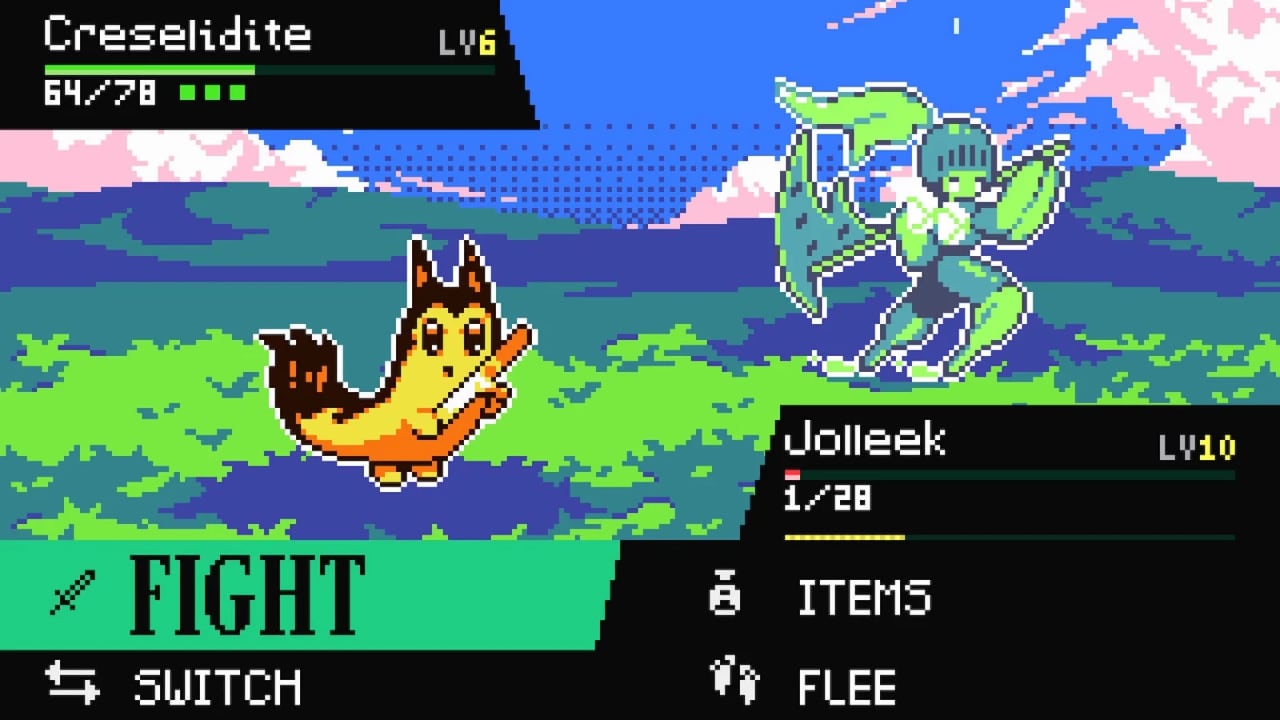 Creselidite LV6
64/78
Jolleek LV10
1/28
FIGHT
ITEMS
SWITCH
FLEE